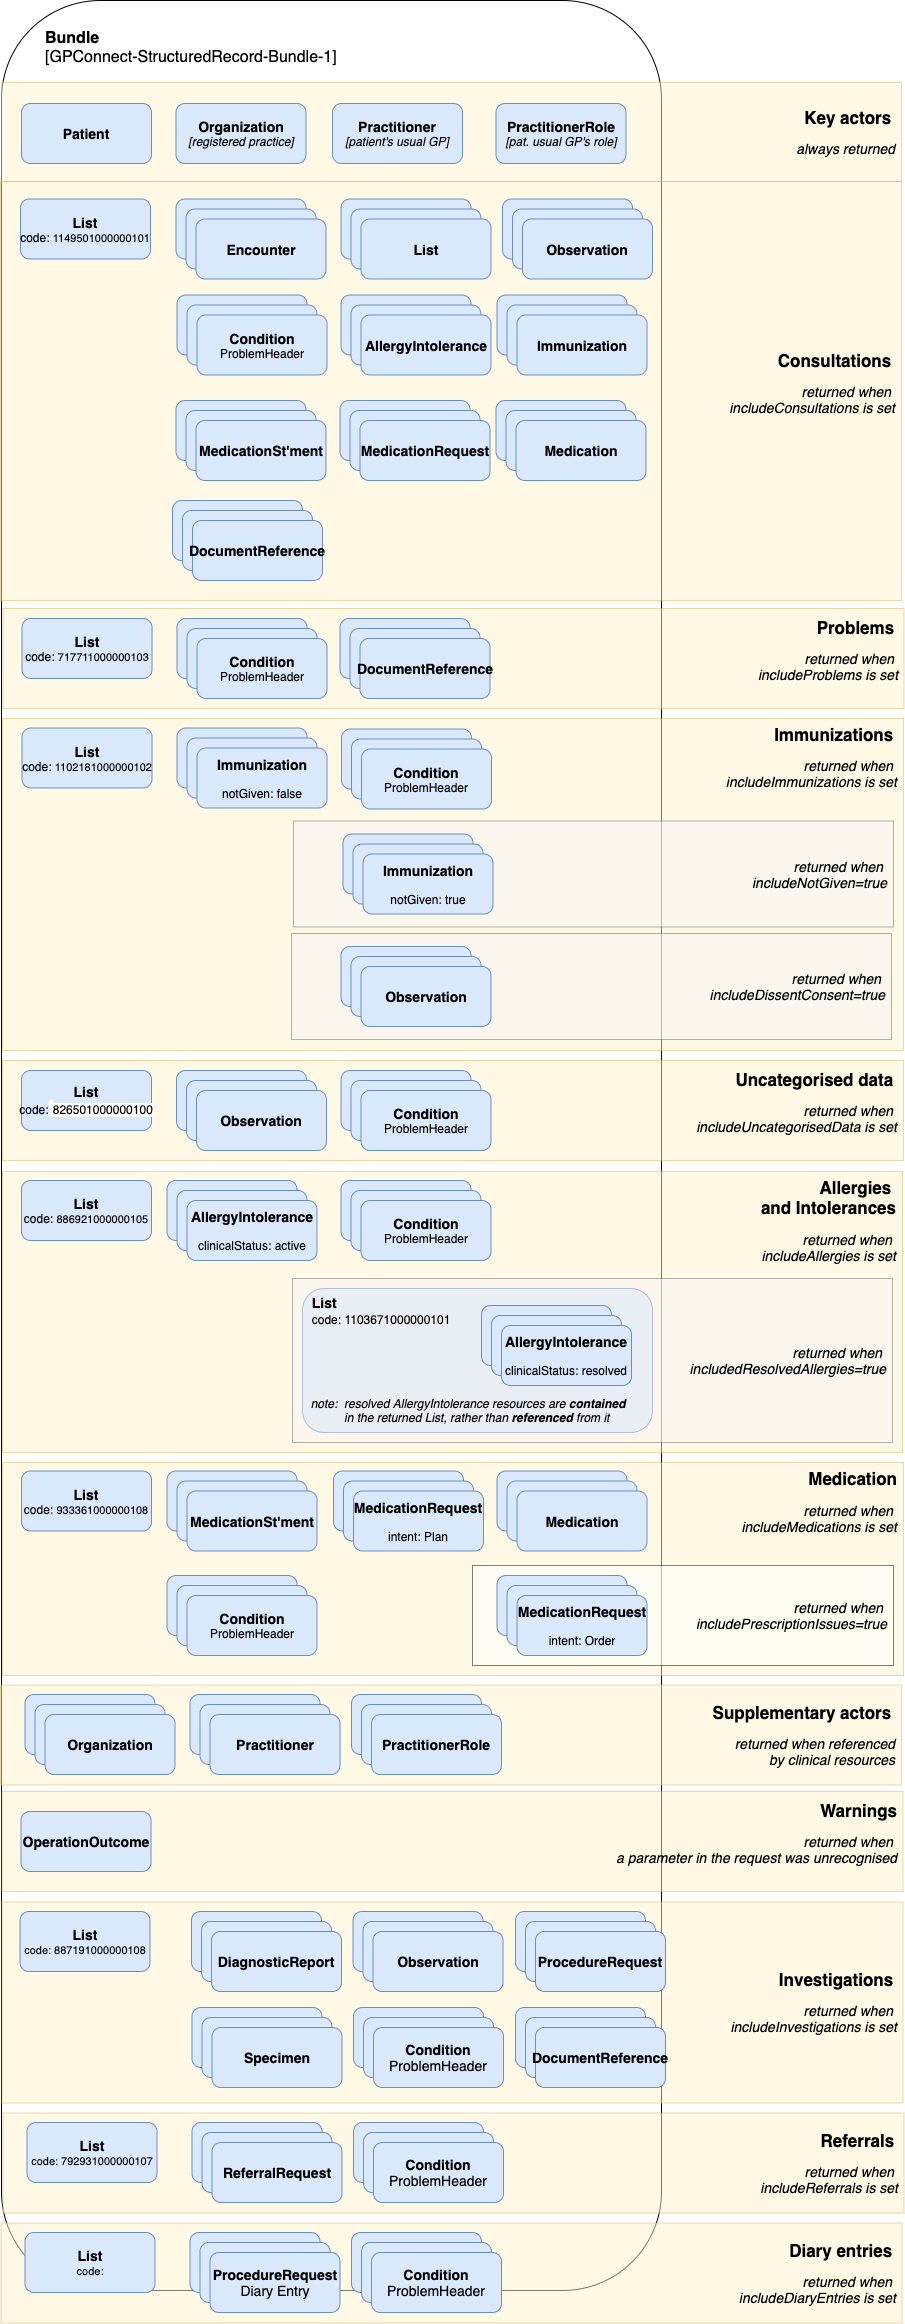 Bundle
[GPConnect-StructuredRecord-Bundle-1]
Patient
Organization
[registered practice]
Practitioner
[patient's usual GP]
PractitionerRole
[pat. usual GP's role]
Key actors
always returned
List
code: 1149501000000101
Encounter
List
Observation
Condition
ProblemHeader
AllergyIntolerance
Immunization
MedicationSt'ment
MedicationRequest
Medication
DocumentReference
Consultations
returned when
includeConsultations is set
List
code: 717711000000103
Condition
ProblemHeader
DocumentReference
Problems
returned when
includeProblems is set
List
code: 1102181000000102
Immunization
notGiven: false
Condition
ProblemHeader
Immunizations
returned when
includeImmunizations is set
Immunization
notGiven: true
returned when
includeNotGiven=true
Observation
returned when
includeDissentConsent=true
List
code: 826501000000100
Observation
Condition
ProblemHeader
Uncategorised data
returned when
includeUncategorisedData is set
List
code: 886921000000105
AllergyIntolerance
clinicalStatus: active
Condition
ProblemHeader
Allergies
and Intolerances
returned when
includeAllergies is set
List
code: 1103671000000101
AllergyIntolerance
clinicalStatus: resolved
note: resolved AllergyIntolerance resources are contained
in the returned List, rather than referenced from it
returned when
includedResolvedAllergies=true
List
code: 933361000000108
MedicationSt'ment
MedicationRequest
intent: Plan
Medication
Medication
returned when
includeMedications is set
Condition
ProblemHeader
MedicationRequest
intent: Order
returned when
includePrescriptionIssues=true
Organization
Practitioner
PractitionerRole
Supplementary actors
returned when referenced
by clinical resources
OperationOutcome
Warnings
returned when
a parameter in the request was unrecognised
List
code: 887191000000108
DiagnosticReport
Observation
ProcedureRequest
Specimen
Condition
ProblemHeader
DocumentReference
Investigations
returned when
includeInvestigations is set
List
code: 792931000000107
ReferralRequest
Condition
ProblemHeader
Referrals
returned when
includeReferrals is set
List
code:
ProcedureRequest
Diary Entry
Condition
ProblemHeader
Diary entries
returned when
includeDiaryEntries is set